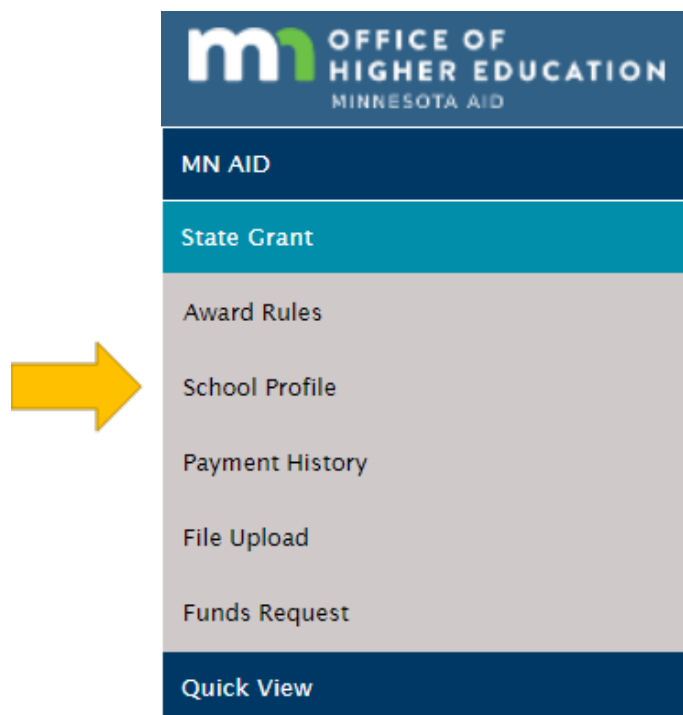 mn OFFICE OF
HIGHER EDUCATION
MINNESOTA AID
MN AID
State Grant
Award Rules
School Profile
Payment History
File Upload
Funds Request
Quick View